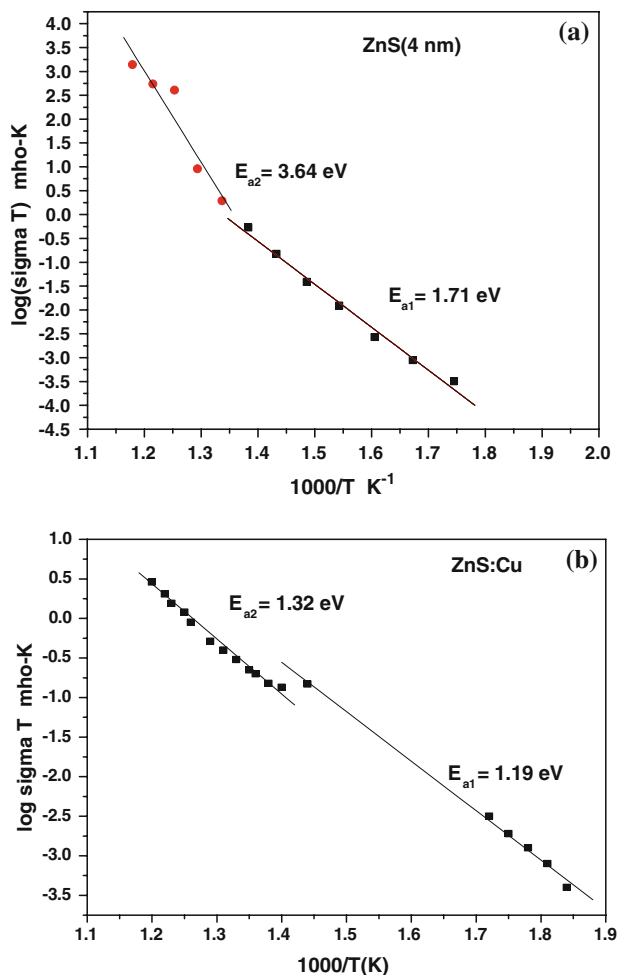 (a)
ZnS(4 nm)
4.0
3.5
3.0
2.5
2.0
1.5
1.0
0.5
0.0
-0.5
-1.0
-1.5
-2.0
-2.5
-3.0
-3.5
-4.0
-4.5
log(sigma T) mho-K
Ea2= 3.64 eV
Ea1= 1.71 eV
1.1 1.2 1.3 1.4 1.5 1.6 1.7 1.8 1.9 2.0
1000/T K-1
(b)
ZnS:Cu
1.0
0.5
0.0
-0.5
-1.0
-1.5
-2.0
-2.5
-3.0
-3.5
log sigma T mho-K
Ea2= 1.32 eV
Ea1= 1.19 eV
1.1 1.2 1.3 1.4 1.5 1.6 1.7 1.8 1.9
1000/T(K)